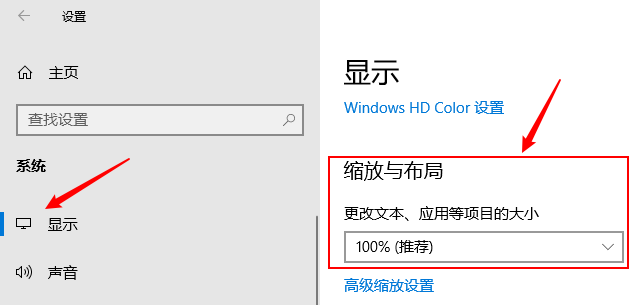 设置
主页
查找设置
系统
显示
声音
显示
Windows HD Color 设置
缩放与布局
更改文本、应用等项目的大小
100% (推荐)
高级缩放设置